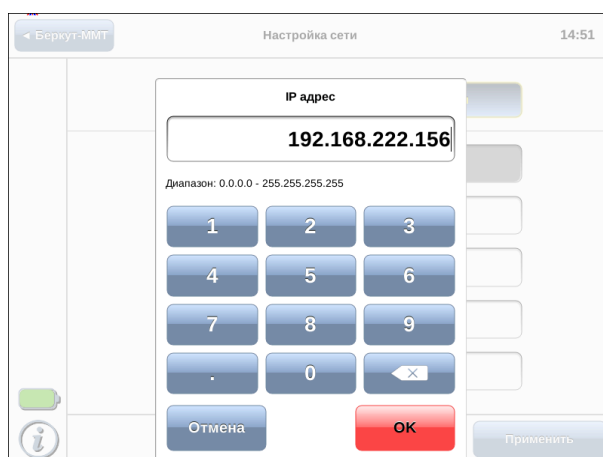 ◄ Беркут-ММТ Настройка сети 14:51
IP адрес
192.168.222.156
Диапазон: 0.0.0.0 - 255.255.255.255
1 2 3
4 5 6
7 8 9
. 0
Отмена OK
Применить